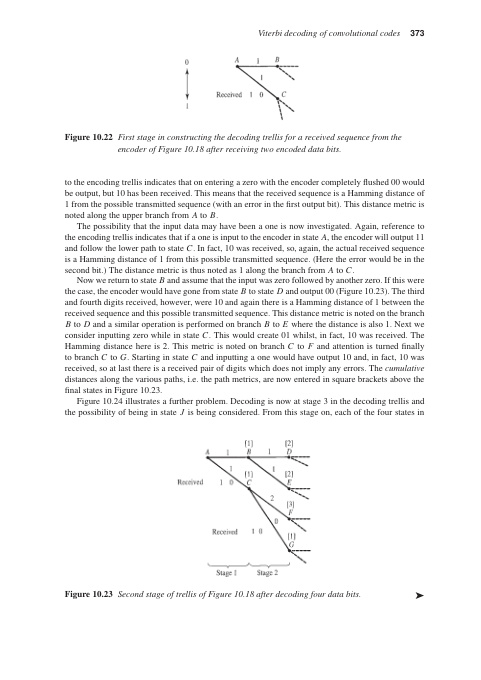 Viterbi decoding of convolutional codes 373
0
1
A 1 B
1
Received 1 0 C
Figure 10.22 First stage in constructing the decoding trellis for a received sequence from the
encoder of Figure 10.18 after receiving two encoded data bits.
to the encoding trellis indicates that on entering a zero with the encoder completely flushed 00 would
be output, but 10 has been received. This means that the received sequence is a Hamming distance of
1 from the possible transmitted sequence (with an error in the first output bit). This distance metric is
noted along the upper branch from A to B.
The possibility that the input data may have been a one is now investigated. Again, reference to
the encoding trellis indicates that if a one is input to the encoder in state A, the encoder will output 11
and follow the lower path to state C. In fact, 10 was received, so, again, the actual received sequence
is a Hamming distance of 1 from this possible transmitted sequence. (Here the error would be in the
second bit.) The distance metric is thus noted as 1 along the branch from A to C.
Now we return to state B and assume that the input was zero followed by another zero. If this were
the case, the encoder would have gone from state B to state D and output 00 (Figure 10.23). The third
and fourth digits received, however, were 10 and again there is a Hamming distance of 1 between the
received sequence and this possible transmitted sequence. This distance metric is noted on the branch
B to D and a similar operation is performed on branch B to E where the distance is also 1. Next we
consider inputting zero while in state C. This would create 01 whilst, in fact, 10 was received. The
Hamming distance here is 2. This metric is noted on branch C to F and attention is turned finally
to branch C to G. Starting in state C and inputting a one would have output 10 and, in fact, 10 was
received, so at last there is a received pair of digits which does not imply any errors. The cumulative
distances along the various paths, i.e. the path metrics, are now entered in square brackets above the
final states in Figure 10.23.
Figure 10.24 illustrates a further problem. Decoding is now at stage 3 in the decoding trellis and
the possibility of being in state J is being considered. From this stage on, each of the four states in
[1] [2]
A 1 B 1 D
1 [1] 1 [2]
Received 1 0 C E
2 [3]
F
0
Received 1 0 [1]
G
Stage 1 Stage 2
Figure 10.23 Second stage of trellis of Figure 10.18 after decoding four data bits.